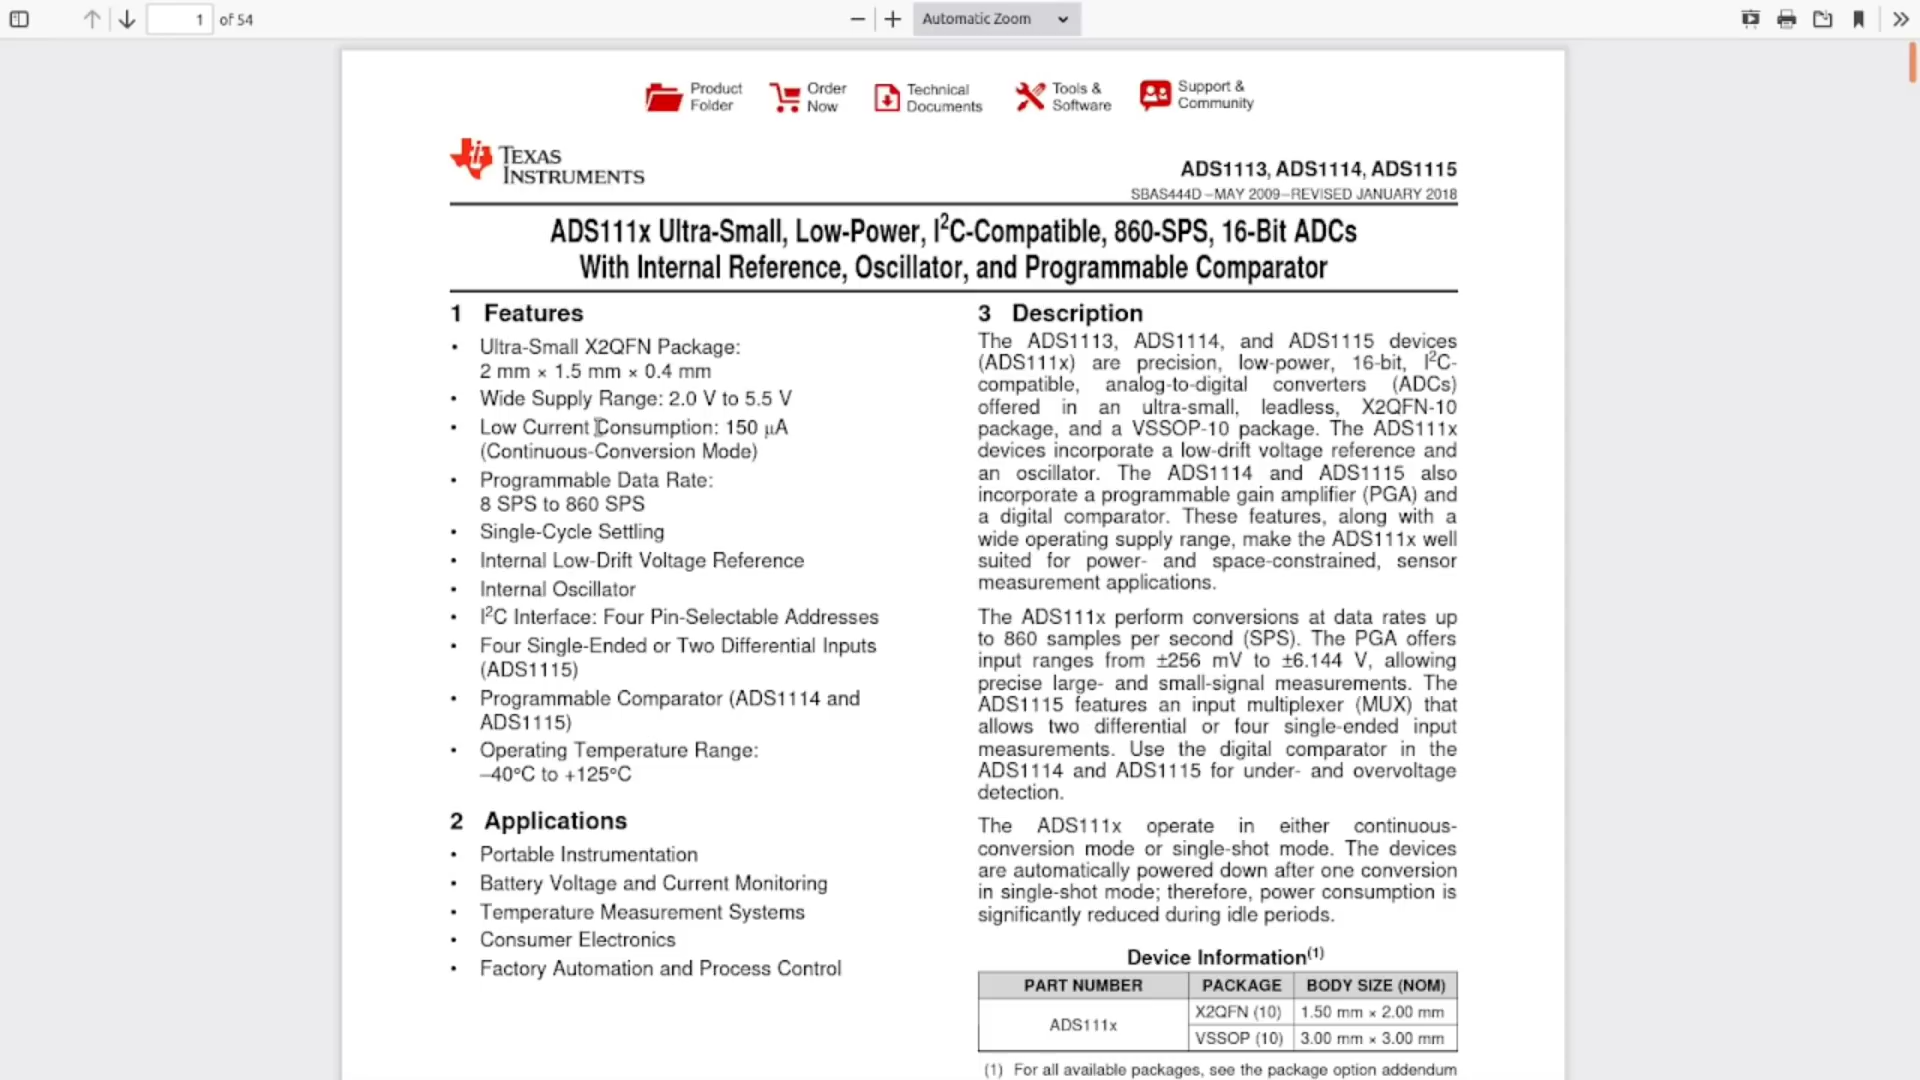 1 of 54
Automatic Zoom
Product
Folder
Order
Now
Technical
Documents
Tools &
Software
Support &
Community
TEXAS
INSTRUMENTS
ADS1113, ADS1114, ADS1115
SBAS444D –MAY 2009–REVISED JANUARY 2018
ADS111x Ultra-Small, Low-Power, I2C-Compatible, 860-SPS, 16-Bit ADCs
With Internal Reference, Oscillator, and Programmable Comparator
1 Features
• Ultra-Small X2QFN Package:
2 mm × 1.5 mm × 0.4 mm
• Wide Supply Range: 2.0 V to 5.5 V
• Low Current Consumption: 150 μA
(Continuous-Conversion Mode)
• Programmable Data Rate:
8 SPS to 860 SPS
• Single-Cycle Settling
• Internal Low-Drift Voltage Reference
• Internal Oscillator
• I2C Interface: Four Pin-Selectable Addresses
• Four Single-Ended or Two Differential Inputs
(ADS1115)
• Programmable Comparator (ADS1114 and
ADS1115)
• Operating Temperature Range:
–40°C to +125°C
2 Applications
• Portable Instrumentation
• Battery Voltage and Current Monitoring
• Temperature Measurement Systems
• Consumer Electronics
• Factory Automation and Process Control
3 Description
The ADS1113, ADS1114, and ADS1115 devices
(ADS111x) are precision, low-power, 16-bit, I2C-
compatible, analog-to-digital converters (ADCs)
offered in an ultra-small, leadless, X2QFN-10
package, and a VSSOP-10 package. The ADS111x
devices incorporate a low-drift voltage reference and
an oscillator. The ADS1114 and ADS1115 also
incorporate a programmable gain amplifier (PGA) and
a digital comparator. These features, along with a
wide operating supply range, make the ADS111x well
suited for power- and space-constrained, sensor
measurement applications.
The ADS111x perform conversions at data rates up
to 860 samples per second (SPS). The PGA offers
input ranges from ±256 mV to ±6.144 V, allowing
precise large- and small-signal measurements. The
ADS1115 features an input multiplexer (MUX) that
allows two differential or four single-ended input
measurements. Use the digital comparator in the
ADS1114 and ADS1115 for under- and overvoltage
detection.
The ADS111x operate in either continuous-
conversion mode or single-shot mode. The devices
are automatically powered down after one conversion
in single-shot mode; therefore, power consumption is
significantly reduced during idle periods.
Device Information(1)
PART NUMBER PACKAGE BODY SIZE (NOM)
ADS111x X2QFN (10) 1.50 mm × 2.00 mm
VSSOP (10) 3.00 mm × 3.00 mm
(1) For all available packages, see the package option addendum